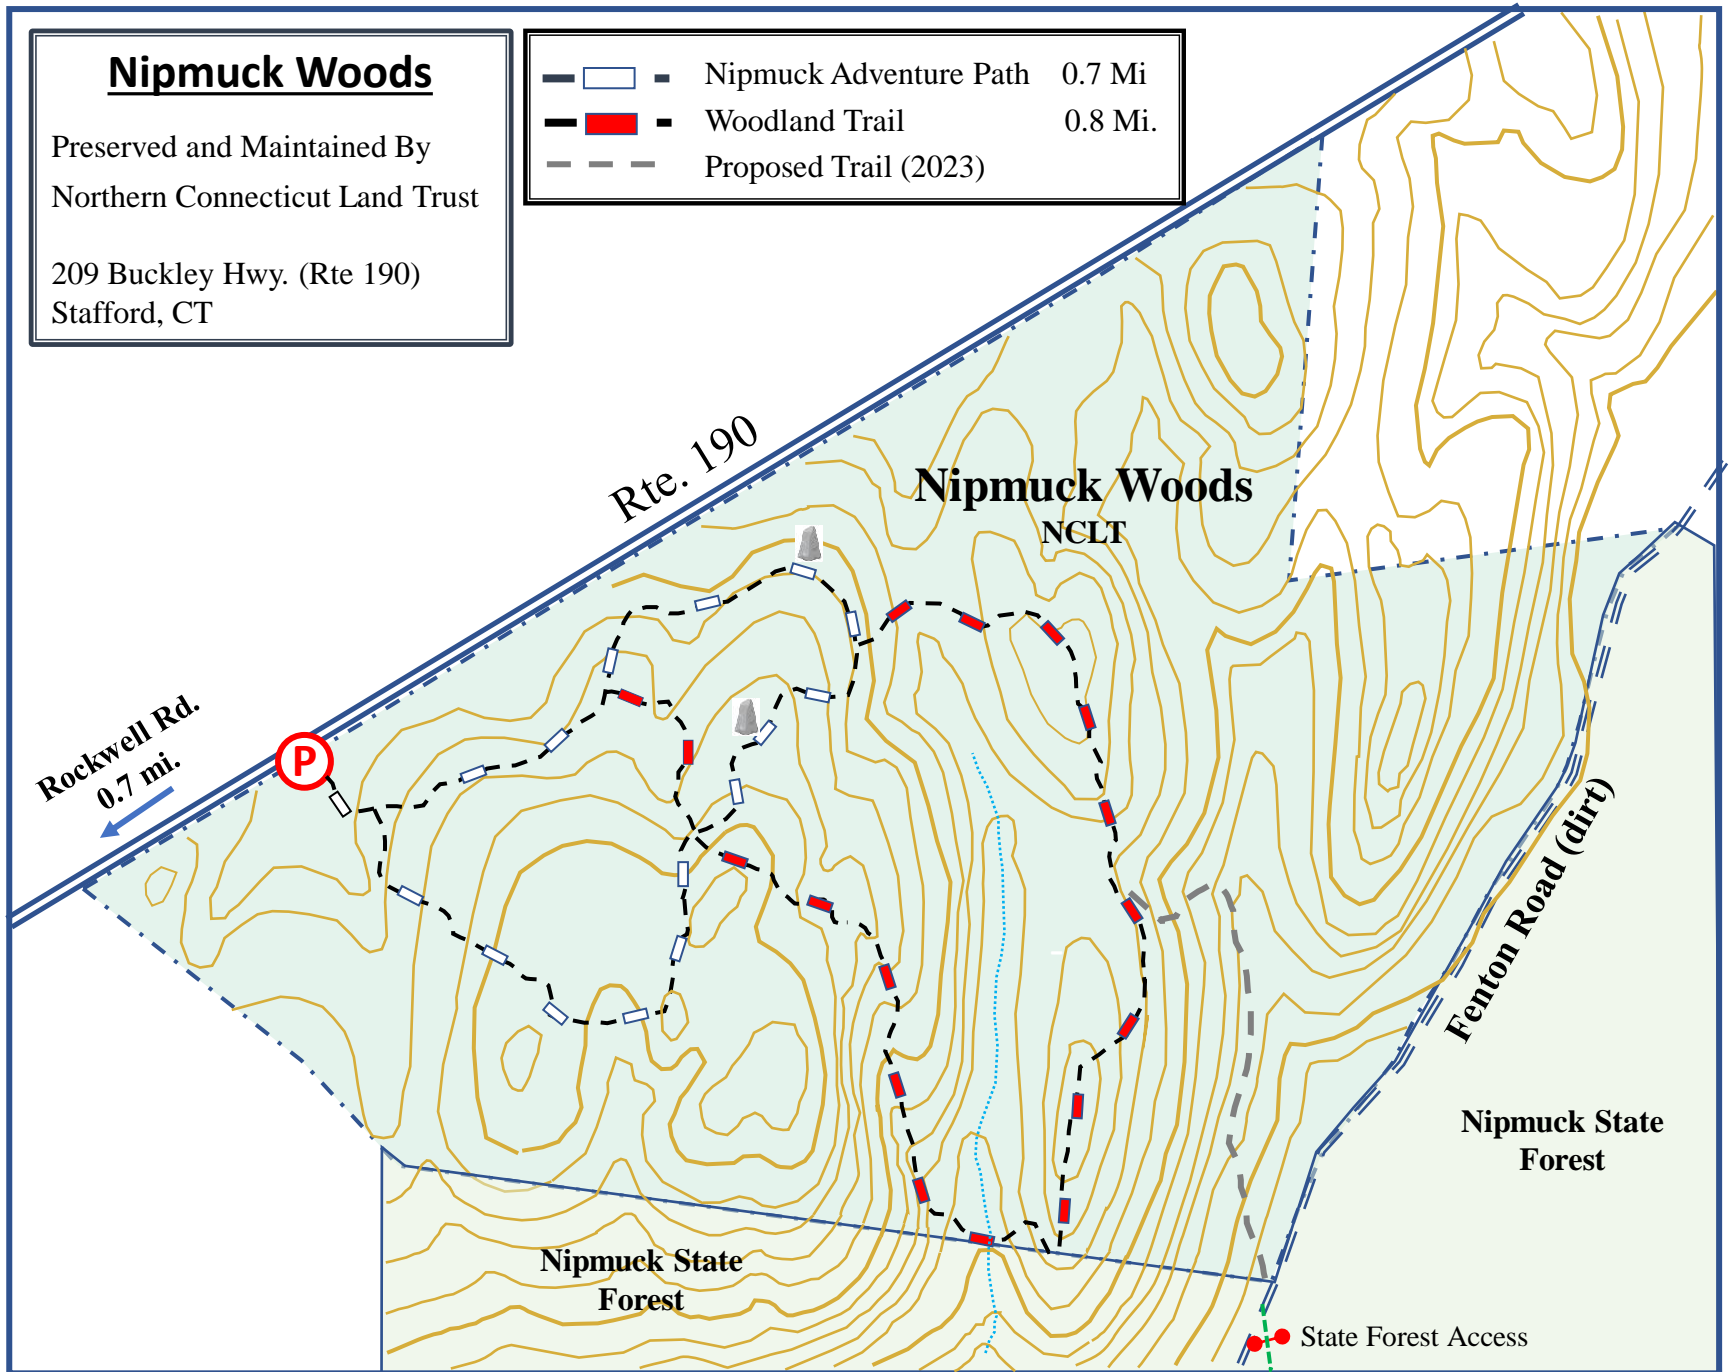 Nipmuck Woods
Preserved and Maintained By
Northern Connecticut Land Trust
209 Buckley Hwy. (Rte 190)
Stafford, CT
Nipmuck Adventure Path 0.7 Mi
Woodland Trail 0.8 Mi.
Proposed Trail (2023)
Rte. 190
Nipmuck Woods
NCLT
Rockwell Rd.
0.7 mi.
P
Fenton Road (dirt)
Nipmuck State
Forest
Nipmuck State
Forest
State Forest Access